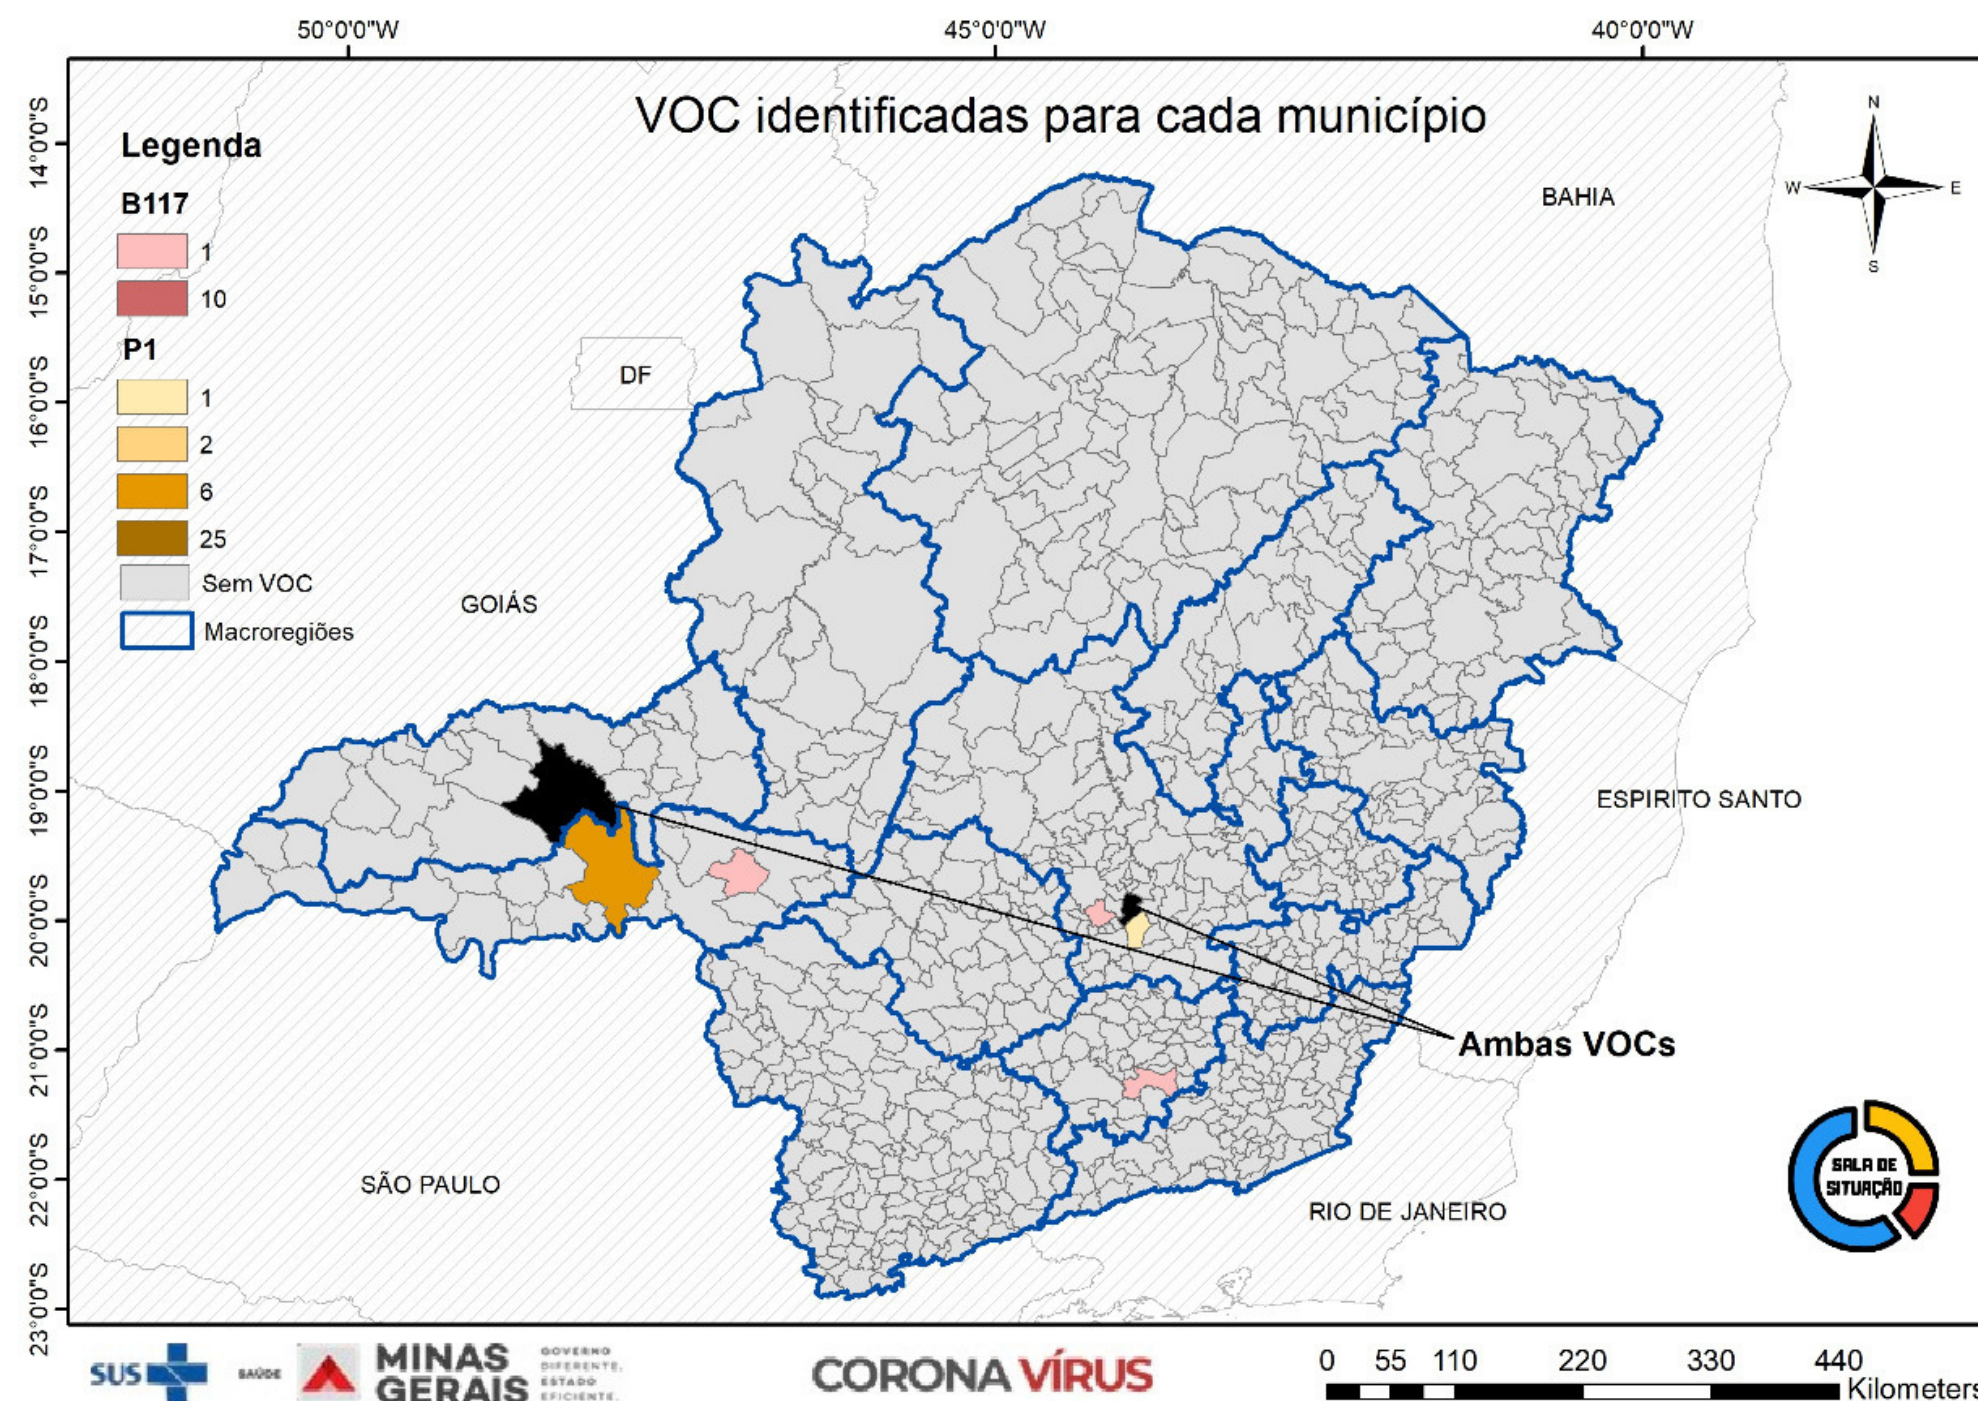 50°0'0"W
45°0'0"W
40°0'0"W
VOC identificadas para cada município
14°0'0"S
15°0'0"S
16°0'0"S
17°0'0"S
18°0'0"S
19°0'0"S
20°0'0"S
21°0'0"S
22°0'0"S
23°0'0"S
Legenda
B117
1
10
P1
1
2
6
25
Sem VOC
Macroregiões
N
W
E
S
BAHIA
DF
GOIÁS
ESPIRITO SANTO
Ambas VOCs
SÃO PAULO
RIO DE JANEIRO
SALA DE
SITUAÇÃO
SUS
SAÚDE
MINAS
GERAIS
GOVERNO
DIFERENTE.
ESTADO
EFICIENTE.
CORONA VÍRUS
0 55 110 220 330 440
Kilometers